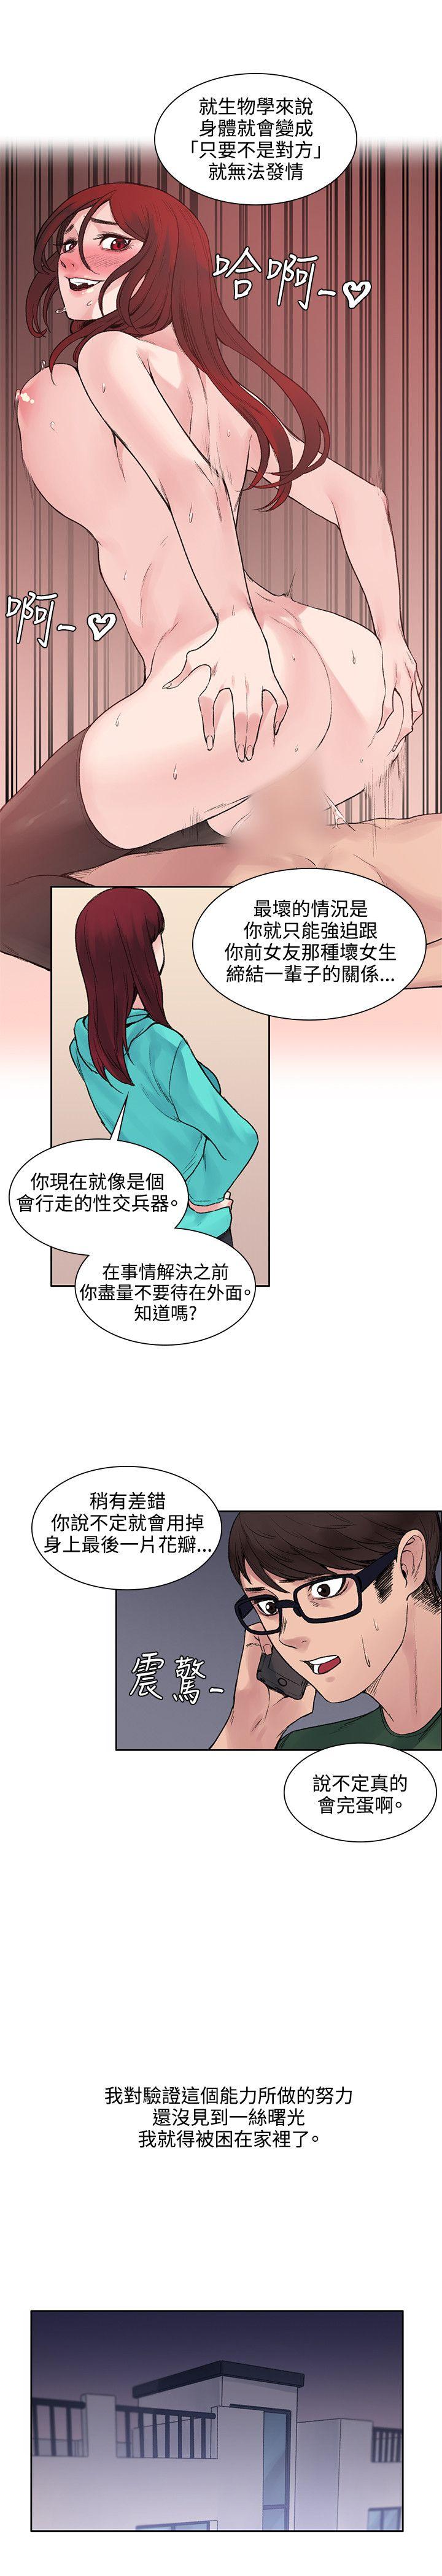 就生物學來說
身體就會變成
「只要不是對方」
就無法發情
哈啊~♡
啊~♡
最壞的情況是
你就只能強迫跟
你前女友那種壞女生
締結一輩子的關係…
你現在就像是個
會行走的性交兵器。
在事情解決之前
你盡量不要待在外面。
知道嗎?
稍有差錯
你說不定就會用掉
身上最後一片花瓣…
震驚~
說不定真的
會完蛋啊。
我對驗證這個能力所做的努力
還沒見到一絲曙光
我就得被困在家裡了。